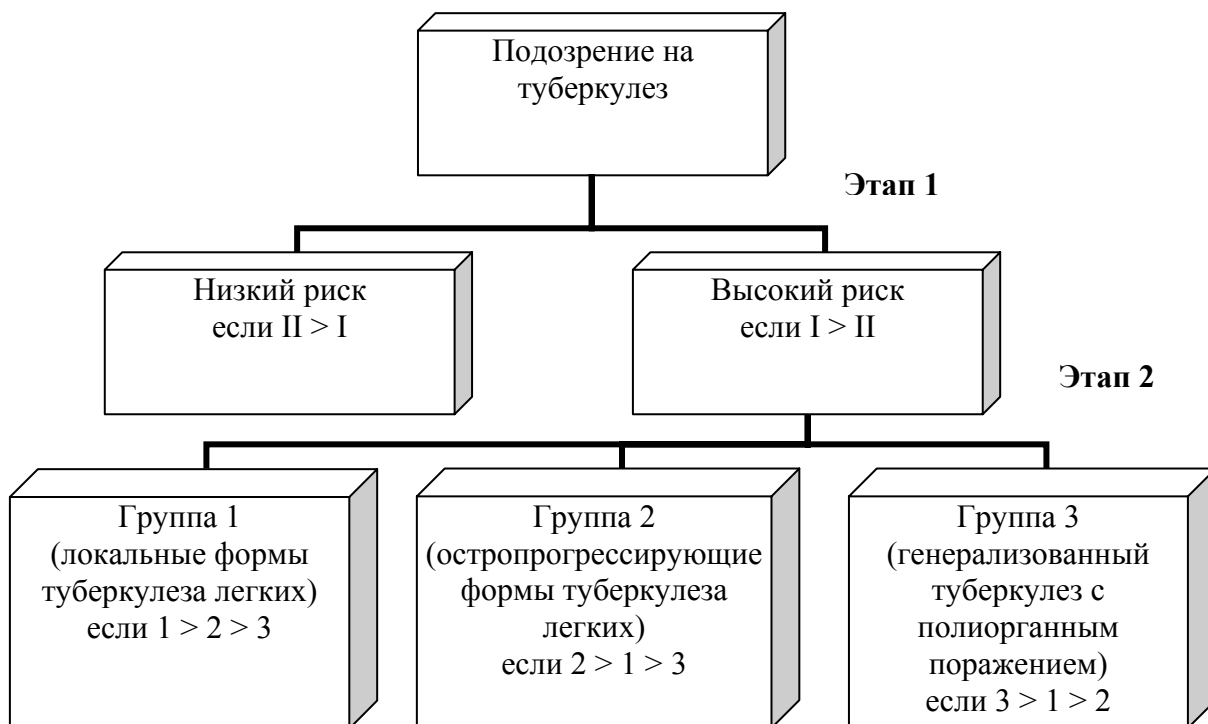 Подозрение на
туберкулез
Этап 1
Низкий риск
если II > I
Высокий риск
если I > II
Этап 2
Группа 1
(локальные формы
туберкулеза легких)
если 1 > 2 > 3
Группа 2
(остропрогрессирующие
формы туберкулеза
легких)
если 2 > 1 > 3
Группа 3
(генерализованный
туберкулез с
полиорганным
поражением)
если 3 > 1 > 2